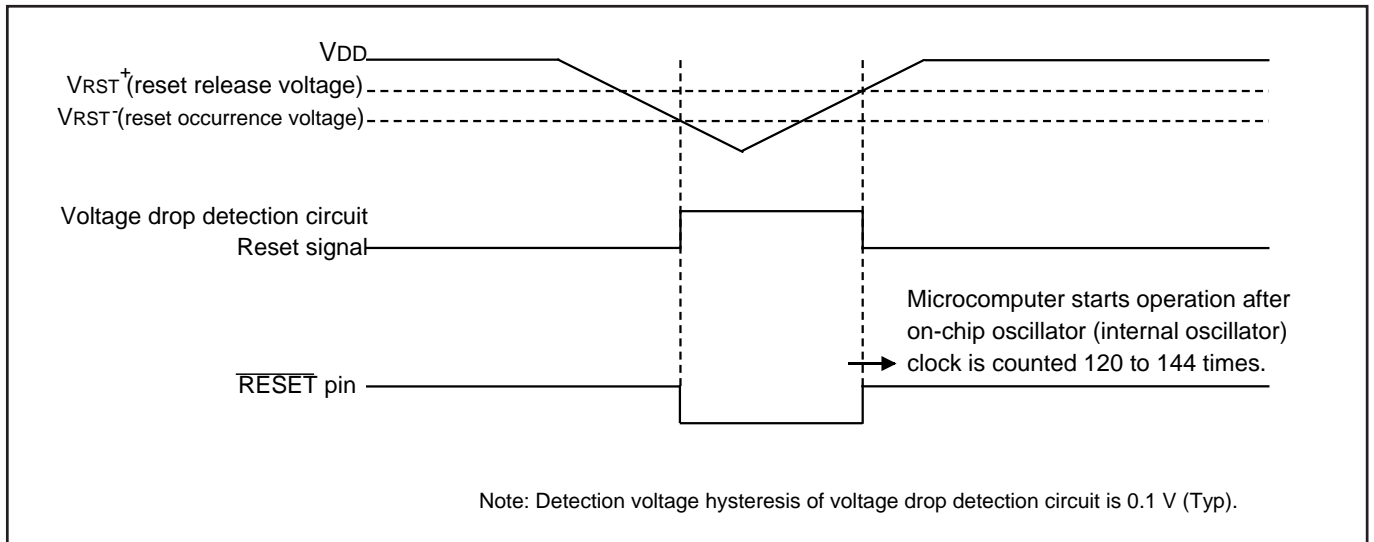 VDD
VRST+(reset release voltage)
VRST-(reset occurrence voltage)
Voltage drop detection circuit
Reset signal
Microcomputer starts operation after
on-chip oscillator (internal oscillator)
clock is counted 120 to 144 times.
RESET pin
Note: Detection voltage hysteresis of voltage drop detection circuit is 0.1 V (Typ).